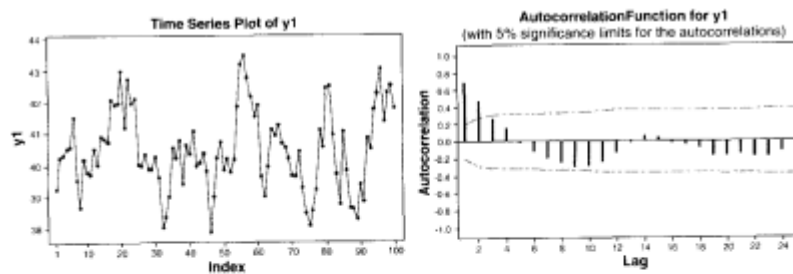 Time Series Plot of y1
44
43
42
41
40
39
38
y1
1 10 20 30 40 50 60 70 80 90 100
Index
AutocorrelationFunction for y1
(with 5% significance limits for the autocorrelations)
1.0
0.8
0.6
0.4
0.2
0.0
-0.2
-0.4
-0.6
-0.8
-1.0
Autocorrelation
2 4 6 8 10 12 14 16 18 20 22 24
Lag